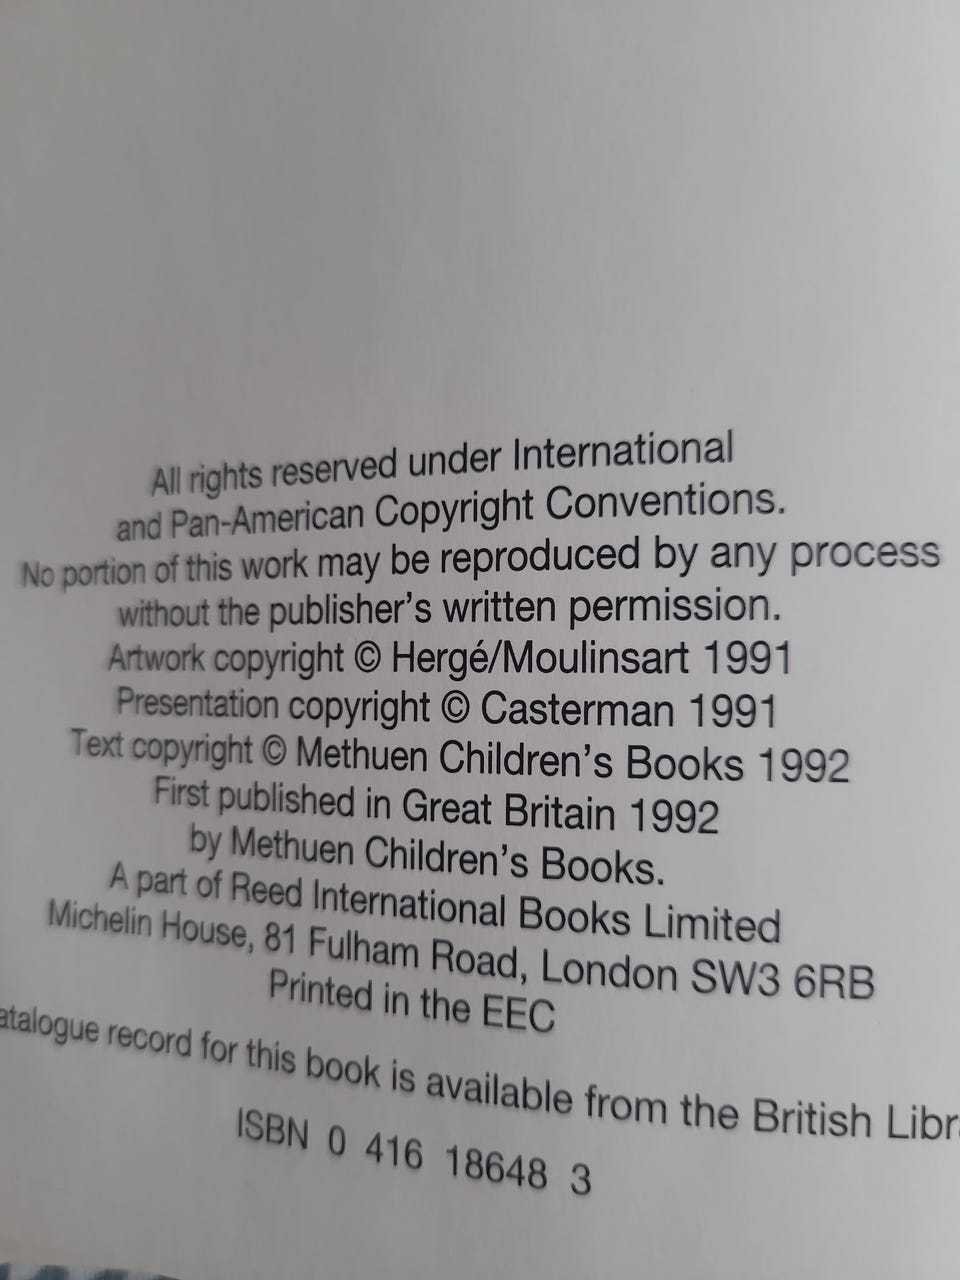 All rights reserved under International
and Pan-American Copyright Conventions.
No portion of this work may be reproduced by any process
without the publisher's written permission.
Artwork copyright © Hergé/Moulinsart 1991
Presentation copyright © Casterman 1991
Text copyright © Methuen Children's Books 1992
First published in Great Britain 1992
by Methuen Children's Books.
A part of Reed International Books Limited
Michelin House, 81 Fulham Road, London SW3 6RB
Printed in the EEC
atalogue record for this book is available from the British Libr
ISBN 0 416 18648 3